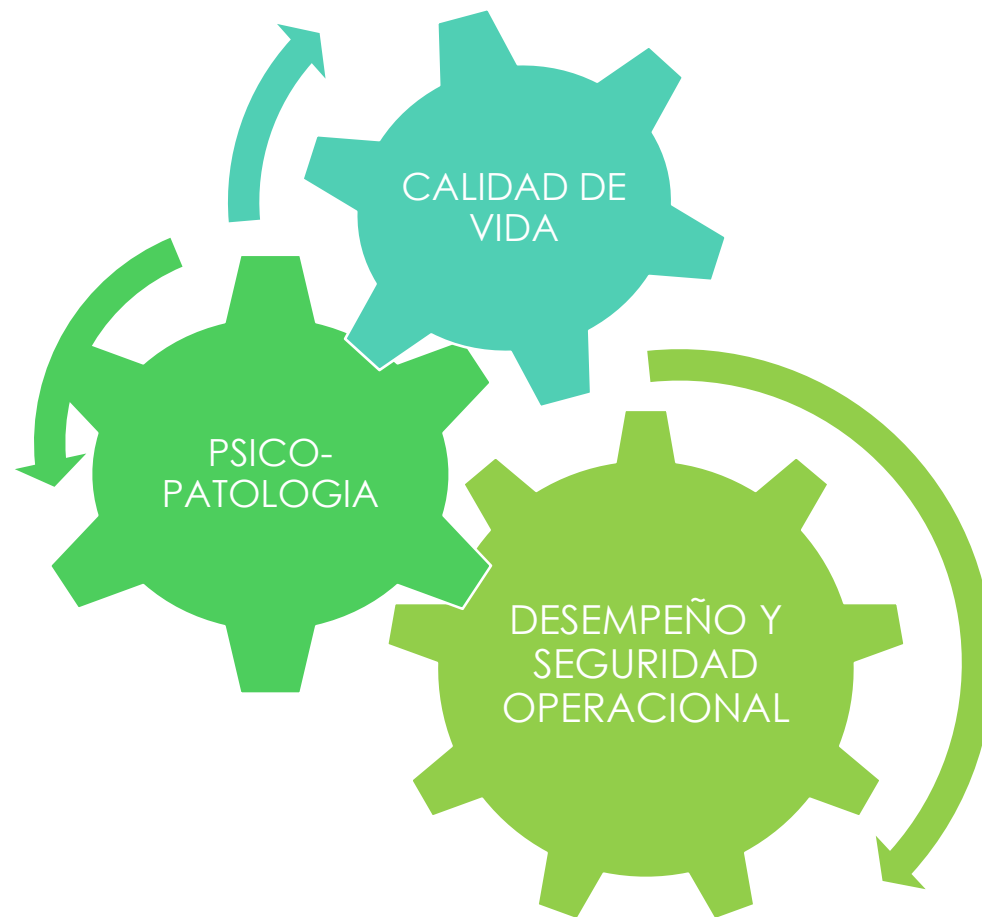 CALIDAD DE
VIDA
PSICO-
PATOLOGIA
DESEMPEÑO Y
SEGURIDAD
OPERACIONAL